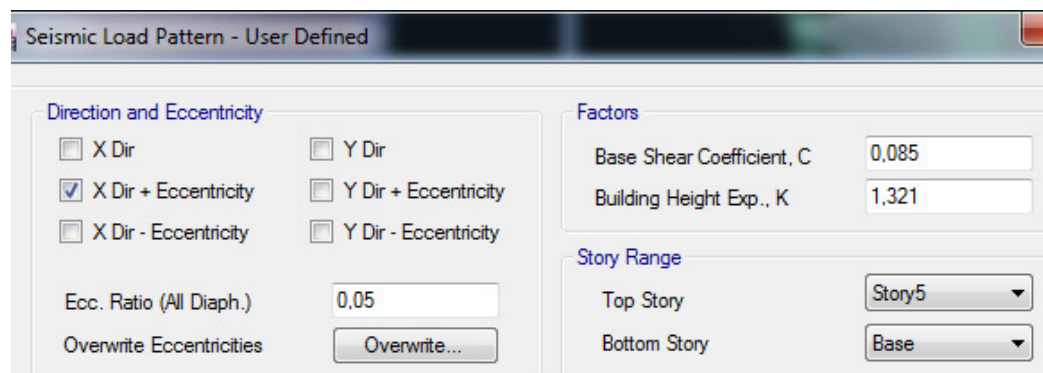 Seismic Load Pattern - User Defined
Direction and Eccentricity
X Dir
Y Dir
X Dir + Eccentricity
Y Dir + Eccentricity
X Dir - Eccentricity
Y Dir - Eccentricity
Ecc. Ratio (All Diaph.)
0,05
Overwrite Eccentricities
Overwrite...
Factors
Base Shear Coefficient, C
0,085
Building Height Exp., K
1,321
Story Range
Top Story
Story5
Bottom Story
Base